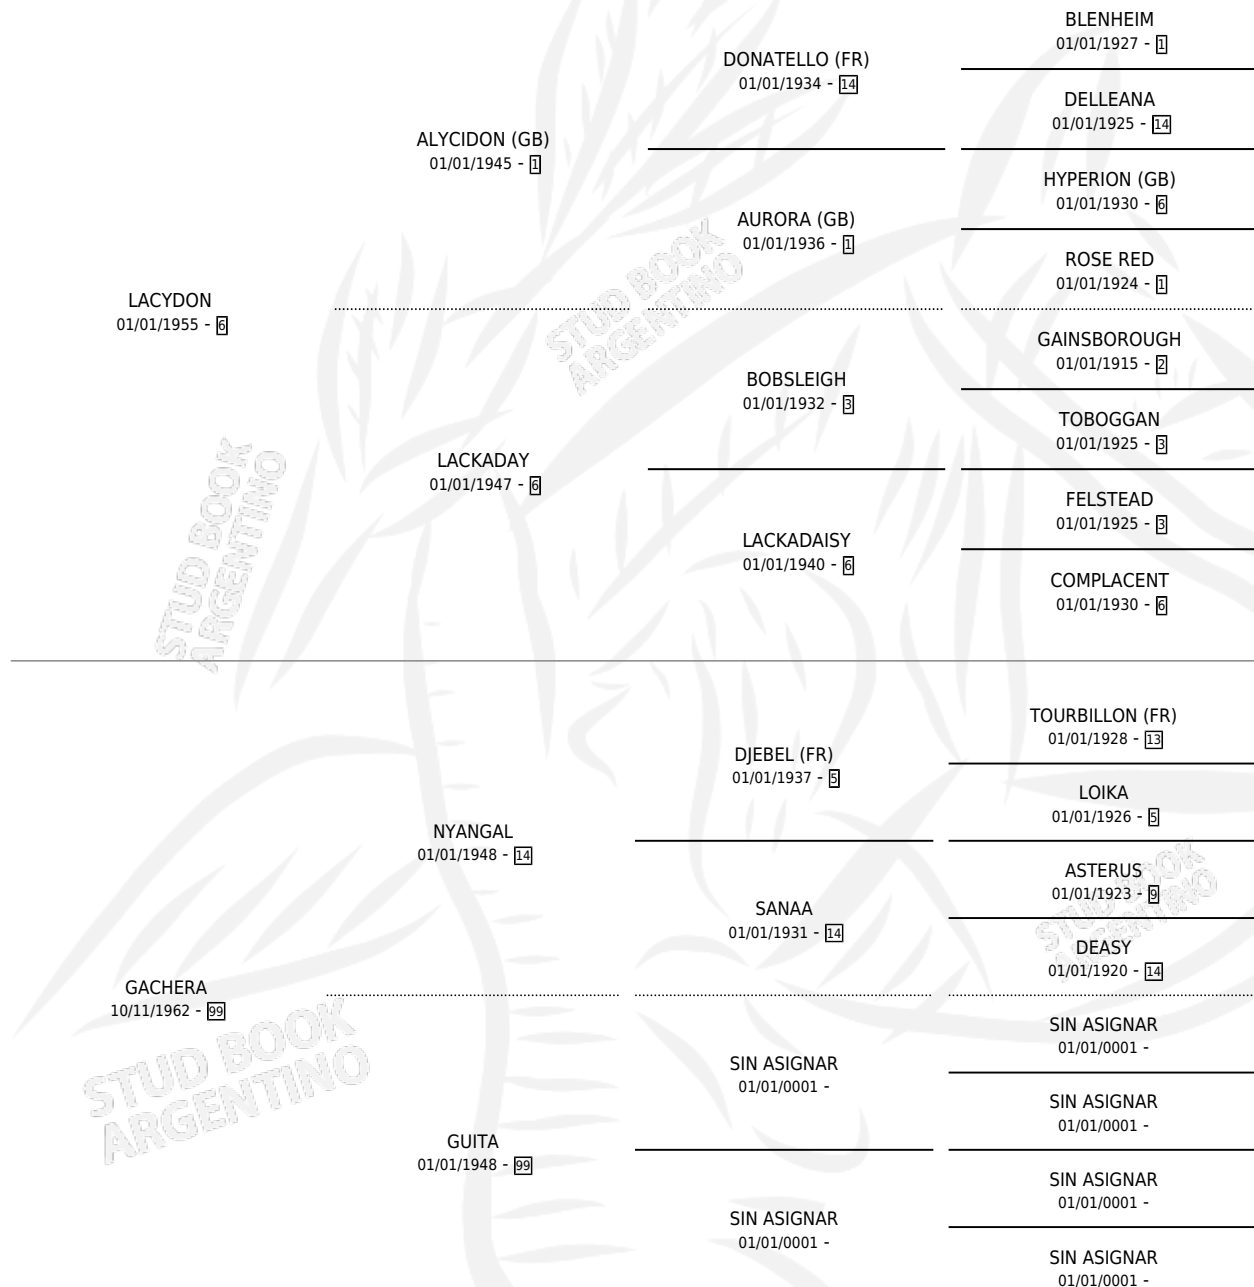 BLENHEIM
01/01/1927 - 1
DONATELLO (FR)
01/01/1934 - 14
DELLEANA
01/01/1925 - 14
ALYCIDON (GB)
01/01/1945 - 1
HYPERION (GB)
01/01/1930 - 6
AURORA (GB)
01/01/1936 - 1
ROSE RED
01/01/1924 - 1
LACYDON
01/01/1955 - 6
GAINSBOROUGH
01/01/1915 - 2
BOBSLEIGH
01/01/1932 - 3
TOBOGGAN
01/01/1925 - 3
LACKADAY
01/01/1947 - 6
FELSTEAD
01/01/1925 - 3
LACKADAISY
01/01/1940 - 6
COMPLACENT
01/01/1930 - 6
TOURBILLON (FR)
01/01/1928 - 13
DJEBEL (FR)
01/01/1937 - 5
LOIKA
01/01/1926 - 5
NYANGAL
01/01/1948 - 14
ASTERUS
01/01/1923 - 9
SANAA
01/01/1931 - 14
DEASY
01/01/1920 - 14
GACHERA
10/11/1962 - 99
SIN ASIGNAR
01/01/0001 -
SIN ASIGNAR
01/01/0001 -
SIN ASIGNAR
01/01/0001 -
GUITA
01/01/1948 - 99
SIN ASIGNAR
01/01/0001 -
SIN ASIGNAR
01/01/0001 -
SIN ASIGNAR
01/01/0001 -
STUD BOOK
ARGENTINO
STUD BOOK
ARGENTINO
STUD BOOK
ARGENTINO
STUD BOOK
ARGENTINO